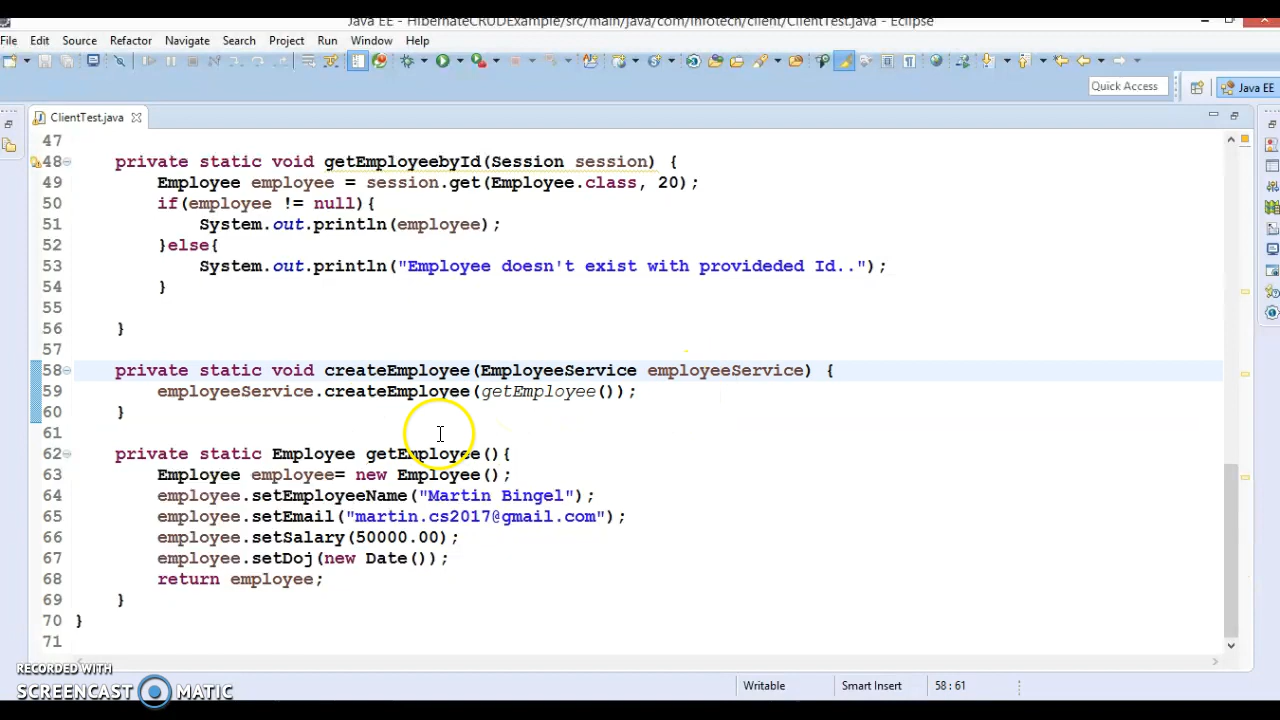 Java EE - HibernateCRUDExample/src/main/java/com/infotech/client/ClientTest.java - Eclipse
File Edit Source Refactor Navigate Search Project Run Window Help
Quick Access Java EE
ClientTest.java
47
48 private static void getEmployeebyId(Session session) {
49 Employee employee = session.get(Employee.class, 20);
50 if(employee != null){
51 System.out.println(employee);
52 }else{
53 System.out.println("Employee doesn't exist with provideded Id..");
54 }
55
56 }
57
58 private static void createEmployee(EmployeeService employeeService) {
59 employeeService.createEmployee(getEmployee());
60 }
61
62 private static Employee getEmployee(){
63 Employee employee= new Employee();
64 employee.setEmployeeName("Martin Bingel");
65 employee.setEmail("martin.cs2017@gmail.com");
66 employee.setSalary(50000.00);
67 employee.setDoj(new Date());
68 return employee;
69 }
70 }
71
RECORDED WITH
SCREENCAST MATIC
Writable Smart Insert 58 : 61